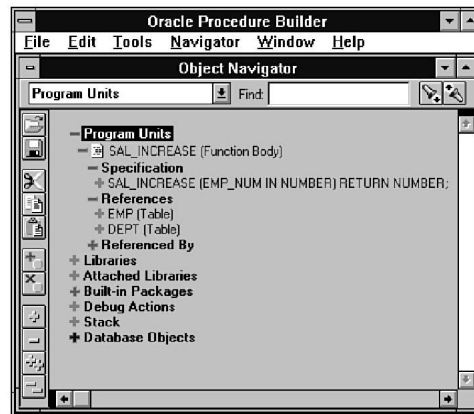 Oracle Procedure Builder
File Edit Tools Navigator Window Help
Object Navigator
Program Units Find:
Program Units
SAL_INCREASE (Function Body)
Specification
SAL_INCREASE (EMP_NUM IN NUMBER) RETURN NUMBER;
References
EMP (Table)
DEPT (Table)
Referenced By
Libraries
Attached Libraries
Built-in Packages
Debug Actions
Stack
Database Objects